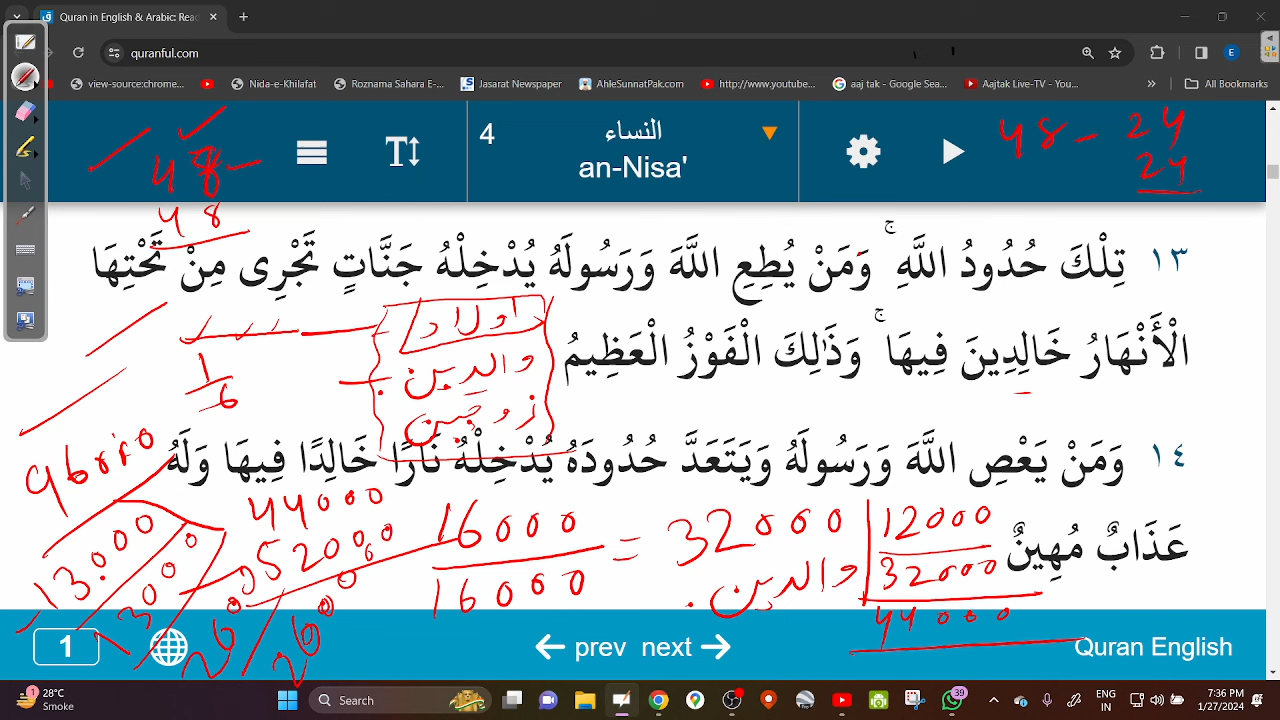 Quran in English & Arabic: Rea
quranful.com
E
view-source:chrome...
Nida-e-Khilafat
Roznama Sahara E...
Jasarat Newspaper
AhleSunnatPak.com
http://www.youtube...
aaj tak - Google Sea...
Aajtak Live-TV - You...
All Bookmarks
4
النساء
an-Nisa'
48 - 24
24
48 -
48
١٣ تِلْكَ حُدُودُ اللَّهِ ۚ وَمَنْ يُطِعِ اللَّهَ وَرَسُولَهُ يُدْخِلْهُ جَنَّاتٍ تَجْرِى مِنْ تَحْتِهَا
الْأَنْهَارُ خَالِدِينَ فِيهَا ۚ وَذَٰلِكَ الْفَوْزُ الْعَظِيمُ
اولاد
والدین
زوجین
1/6
١٤ وَمَنْ يَعْصِ اللَّهَ وَرَسُولَهُ وَيَتَعَدَّ حُدُودَهُ يُدْخِلْهُ نَارًا خَالِدًا فِيهَا وَلَهُ
عَذَابٌ مُهِينٌ
44000
52000
16000
16000
= 32000
والدین
12000
32000
44000
13000
1
prev next
Quran English
28°C
Smoke
Search
39
ENG
IN
7:36 PM
1/27/2024